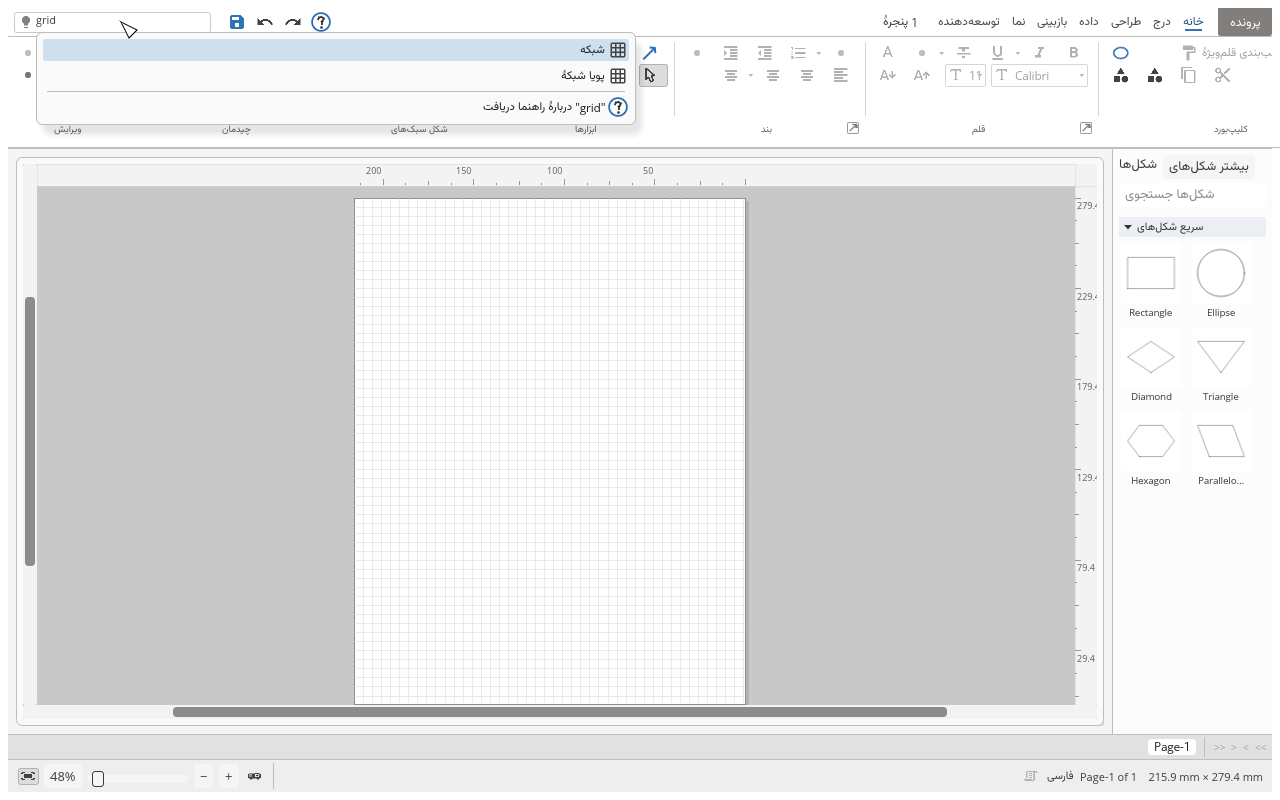 پرونده
خانه
درج
طراحی
داده
بازبینی
نما
توسعه‌دهنده
پنجرهٔ 1
grid
شبکه
پویا شبکهٔ
دربارهٔ راهنما دریافت "grid"
Calibri
11
کلیپ‌بورد
قلم
بند
ابزارها
شکل سبک‌های
چیدمان
ویرایش
200
150
100
50
279.4
229.4
179.4
129.4
79.4
29.4
شکل‌ها
بیشتر شکل‌های
شکل‌ها جستجوی
سریع شکل‌های
Rectangle
Ellipse
Diamond
Triangle
Hexagon
Parallelo...
Page-1
48%
فارسی
Page-1 of 1
215.9 mm × 279.4 mm